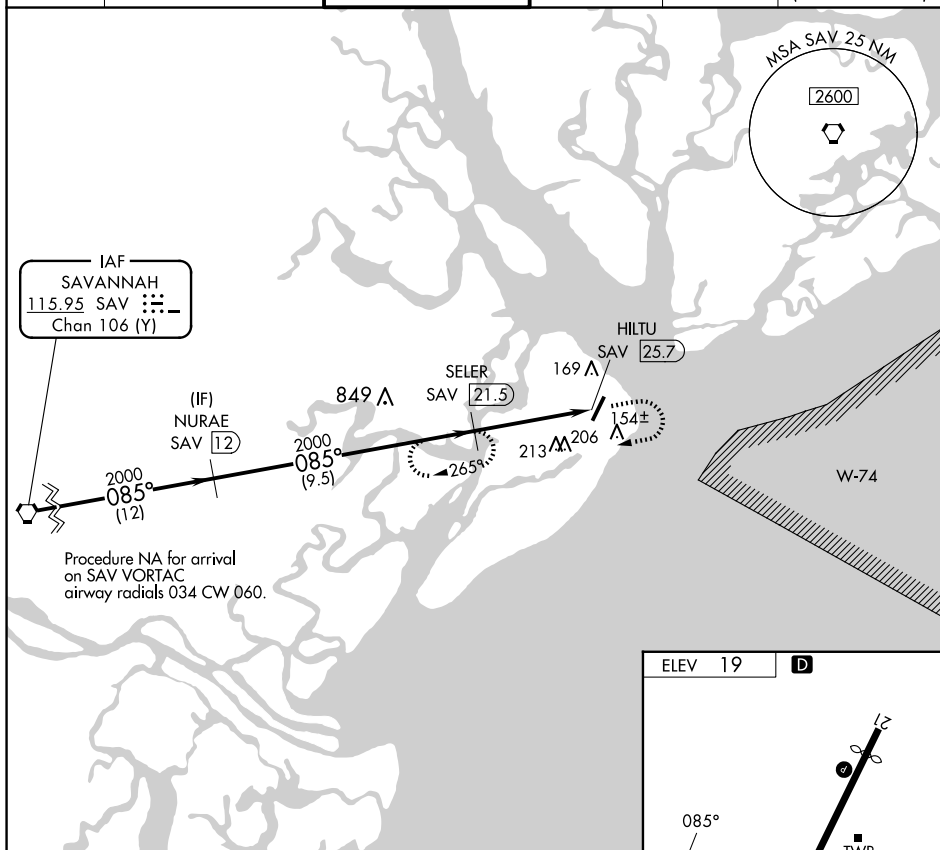 MSA SAV 25 NM
2600
IAF
SAVANNAH
115.95 SAV
Chan 106 (Y)
HILTU
SAV 25.7
169
SELER
SAV 21.5
849
(IF)
NURAE
SAV 12
154±
213
206
2000
085°
(9.5)
265°
2000
085°
(12)
W-74
Procedure NA for arrival
on SAV VORTAC
airway radials 034 CW 060.
ELEV 19
D
21
P
085°
TWR